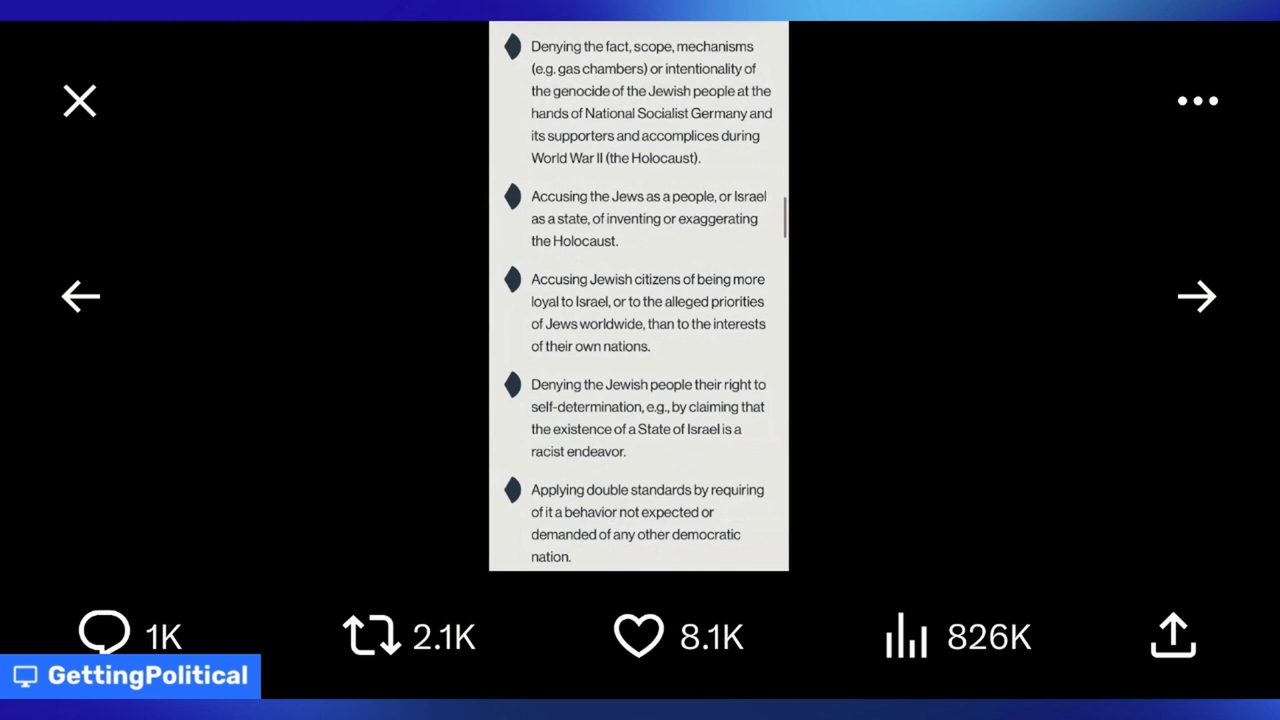 Denying the fact, scope, mechanisms
(e.g. gas chambers) or intentionality of
the genocide of the Jewish people at the
hands of National Socialist Germany and
its supporters and accomplices during
World War II (the Holocaust).
Accusing the Jews as a people, or Israel
as a state, of inventing or exaggerating
the Holocaust.
Accusing Jewish citizens of being more
loyal to Israel, or to the alleged priorities
of Jews worldwide, than to the interests
of their own nations.
Denying the Jewish people their right to
self-determination, e.g., by claiming that
the existence of a State of Israel is a
racist endeavor.
Applying double standards by requiring
of it a behavior not expected or
demanded of any other democratic
nation.
1K 2.1K 8.1K 826K
GettingPolitical